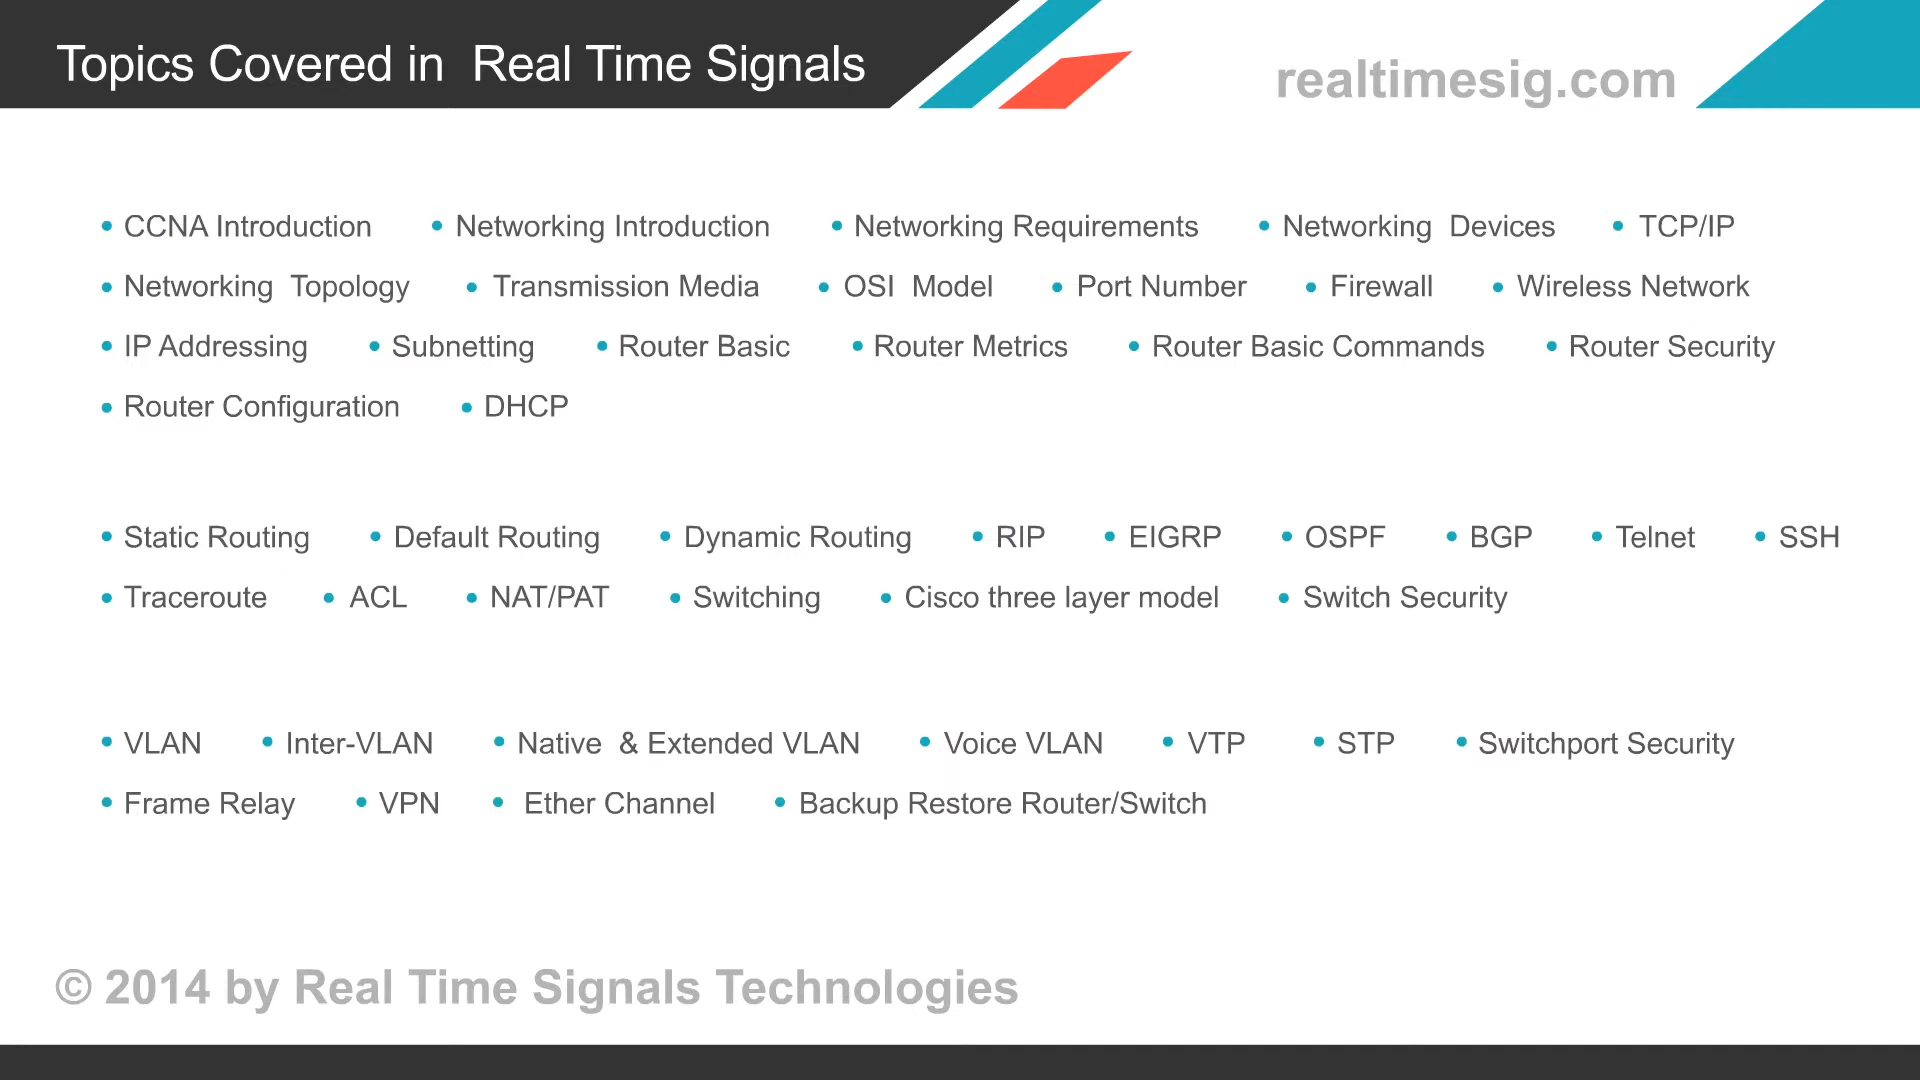 Topics Covered in  Real Time Signals
realtimesig.com
• CCNA Introduction • Networking Introduction • Networking Requirements • Networking  Devices • TCP/IP
• Networking  Topology • Transmission Media • OSI  Model • Port Number • Firewall • Wireless Network
• IP Addressing • Subnetting • Router Basic • Router Metrics • Router Basic Commands • Router Security
• Router Configuration • DHCP
• Static Routing • Default Routing • Dynamic Routing • RIP • EIGRP • OSPF • BGP • Telnet • SSH
• Traceroute • ACL • NAT/PAT • Switching • Cisco three layer model • Switch Security
• VLAN • Inter-VLAN • Native  & Extended VLAN • Voice VLAN • VTP • STP • Switchport Security
• Frame Relay • VPN • Ether Channel • Backup Restore Router/Switch
© 2014 by Real Time Signals Technologies